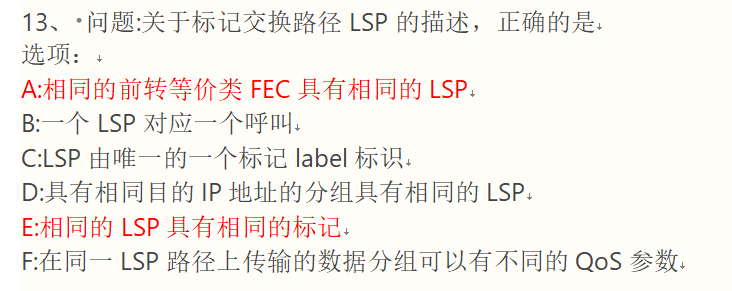 13、•问题:关于标记交换路径 LSP 的描述，正确的是↓
选项：↓
A:相同的前转等价类 FEC 具有相同的 LSP↓
B:一个 LSP 对应一个呼叫↓
C:LSP 由唯一的一个标记 label 标识↓
D:具有相同目的 IP 地址的分组具有相同的 LSP↓
E:相同的 LSP 具有相同的标记↓
F:在同一 LSP 路径上传输的数据分组可以有不同的 QoS 参数↓